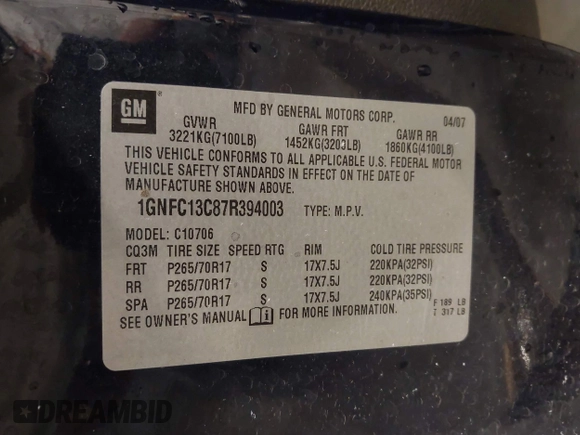 GM
MFD BY GENERAL MOTORS CORP. 04/07
GVWR GAWR FRT GAWR RR
3221KG(7100LB) 1452KG(3200LB) 1860KG(4100LB)
THIS VEHICLE CONFORMS TO ALL APPLICABLE U.S. FEDERAL MOTOR
VEHICLE SAFETY STANDARDS IN EFFECT ON THE DATE OF
MANUFACTURE SHOWN ABOVE.
1GNFC13C87R394003 TYPE: M.P.V.
MODEL: C10706
CQ3M TIRE SIZE SPEED RTG RIM COLD TIRE PRESSURE
FRT P265/70R17 S 17X7.5J 220KPA(32PSI)
RR P265/70R17 S 17X7.5J 220KPA(32PSI)
SPA P265/70R17 S 17X7.5J 240KPA(35PSI)
F 189 LB
T 317 LB
SEE OWNER'S MANUAL FOR MORE INFORMATION.
DREAMBID